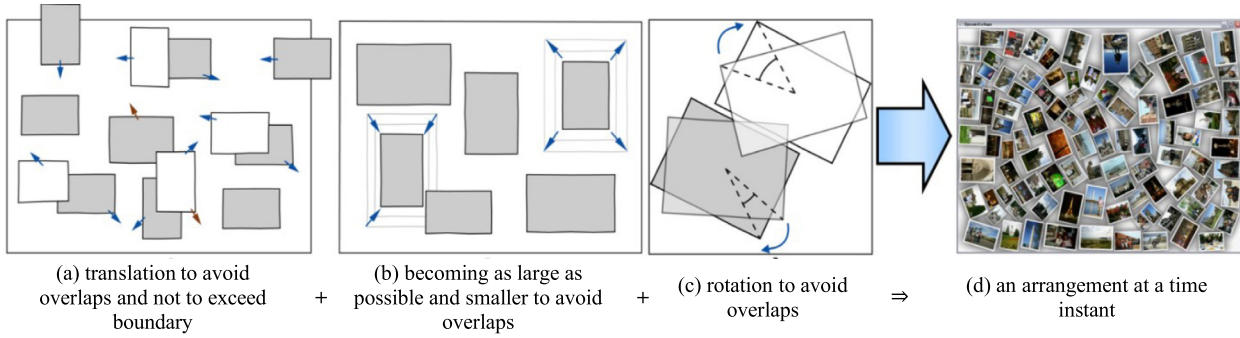 (a) translation to avoid
overlaps and not to exceed
boundary
+
(b) becoming as large as
possible and smaller to avoid
overlaps
+
(c) rotation to avoid
overlaps
⇒
(d) an arrangement at a time
instant